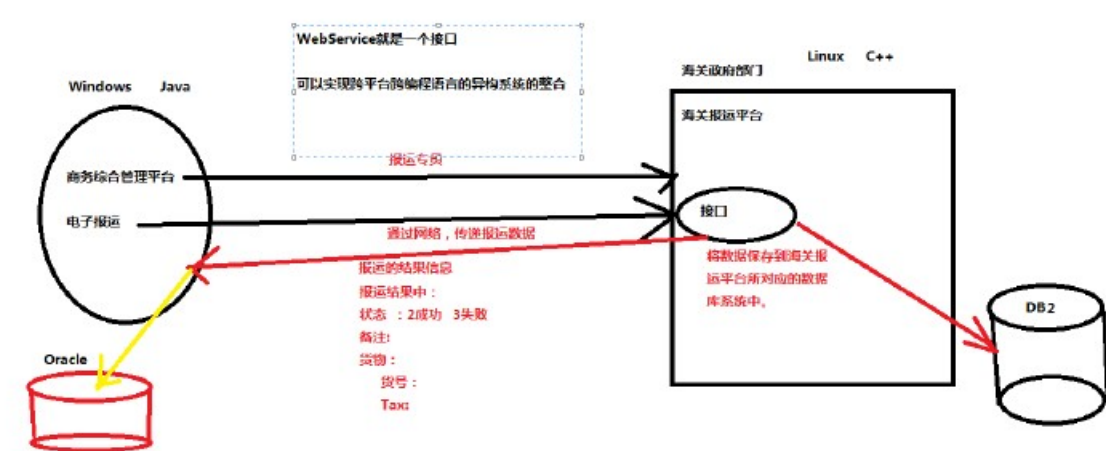 WebService就是一个接口
可以实现跨平台跨编程语言的异构系统的整合
Windows Java
海关政府部门
Linux C++
海关报运平台
商务综合管理平台
报运专员
电子报运
接口
通过网络，传递报运数据
报运的结果信息
报运结果中：
状态 ：2成功 3失败
备注:
货物：
货号：
Tax:
将数据保存到海关报
运平台所对应的数据
库系统中。
DB2
Oracle